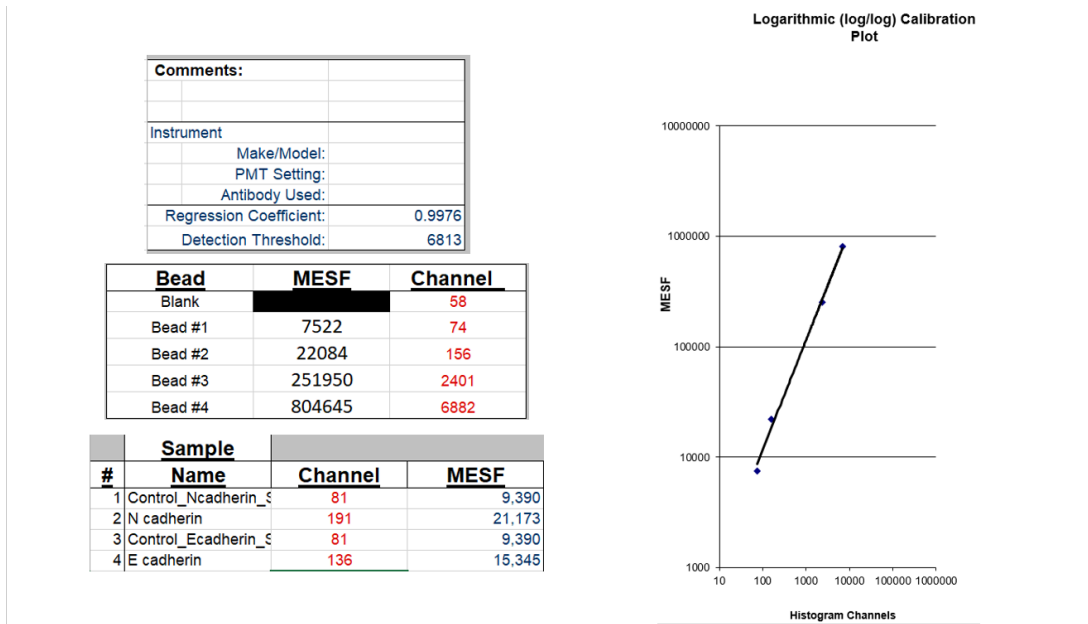 Logarithmic (log/log) Calibration
Plot
Comments:
Instrument
Make/Model:
PMT Setting:
Antibody Used:
Regression Coefficient: 0.9976
Detection Threshold: 6813
Bead MESF Channel
Blank 58
Bead #1 7522 74
Bead #2 22084 156
Bead #3 251950 2401
Bead #4 804645 6882
Sample
# Name Channel MESF
1 Control_Ncadherin_S 81 9,390
2 N cadherin 191 21,173
3 Control_Ecadherin_S 81 9,390
4 E cadherin 136 15,345
10000000
1000000
100000
10000
1000
MESF
10 100 1000 10000 100000 1000000
Histogram Channels